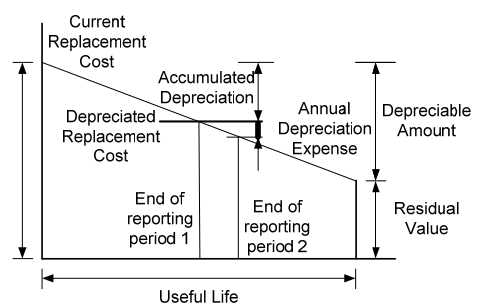 Current
Replacement
Cost
Accumulated
Depreciation
Depreciated
Replacement
Cost
Annual
Depreciation
Expense
Depreciable
Amount
End of
reporting
period 1
End of
reporting
period 2
Residual
Value
Useful Life